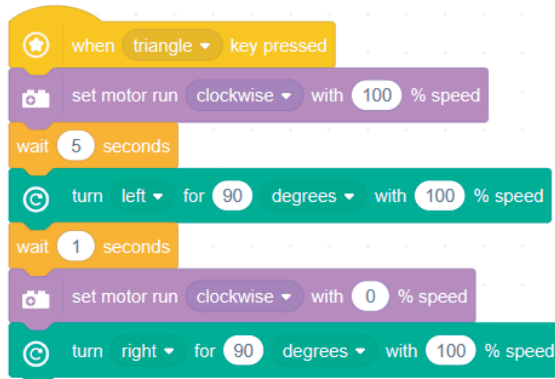 when triangle key pressed
set motor run clockwise with 100 % speed
wait 5 seconds
turn left for 90 degrees with 100 % speed
wait 1 seconds
set motor run clockwise with 0 % speed
turn right for 90 degrees with 100 % speed